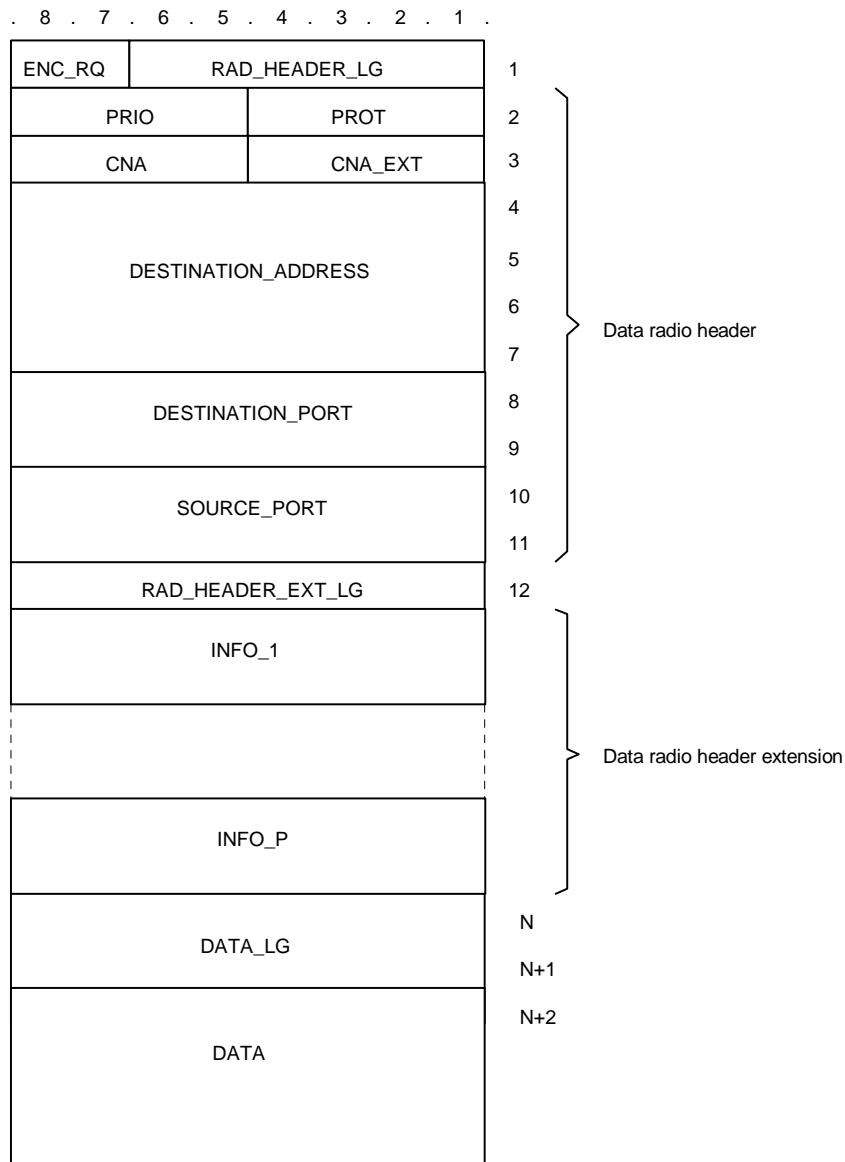 . 8 . 7 . 6 . 5 . 4 . 3 . 2 . 1 .
ENC_RQ RAD_HEADER_LG 1
PRIO PROT 2
CNA CNA_EXT 3
4
DESTINATION_ADDRESS 5
6
7
Data radio header
DESTINATION_PORT 8
9
SOURCE_PORT 10
11
RAD_HEADER_EXT_LG 12
INFO_1
Data radio header extension
INFO_P
DATA_LG N
N+1
N+2
DATA